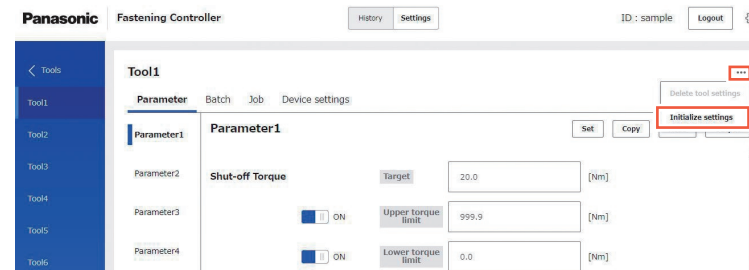 Panasonic Fastening Controller History Settings ID : sample Logout
< Tools
Tool1
Tool2
Tool3
Tool4
Tool5
Tool6
Tool1
...
Delete tool settings
Initialize settings
Parameter Batch Job Device settings
Parameter1
Parameter2
Parameter3
Parameter4
Parameter1 Set Copy
Shut-off Torque Target 20.0 [Nm]
ON Upper torque
limit 999.9 [Nm]
ON Lower torque
limit 0.0 [Nm]